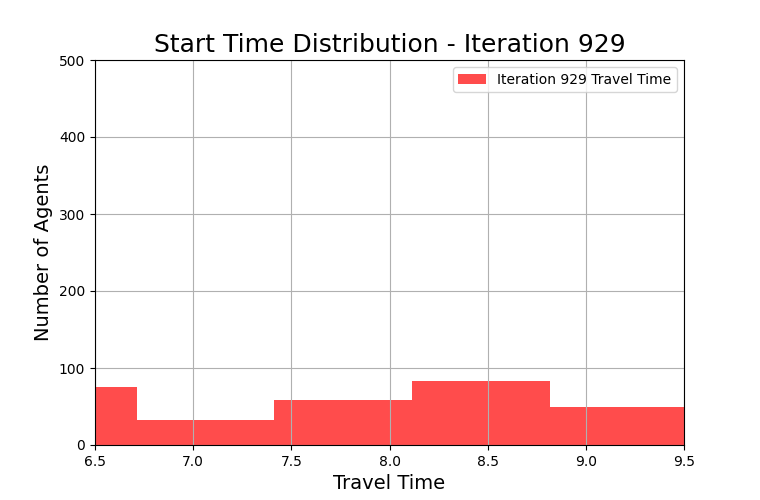 Start Time Distribution - Iteration 929
Iteration 929 Travel Time
Number of Agents
500
400
300
200
100
0
6.5 7.0 7.5 8.0 8.5 9.0 9.5
Travel Time